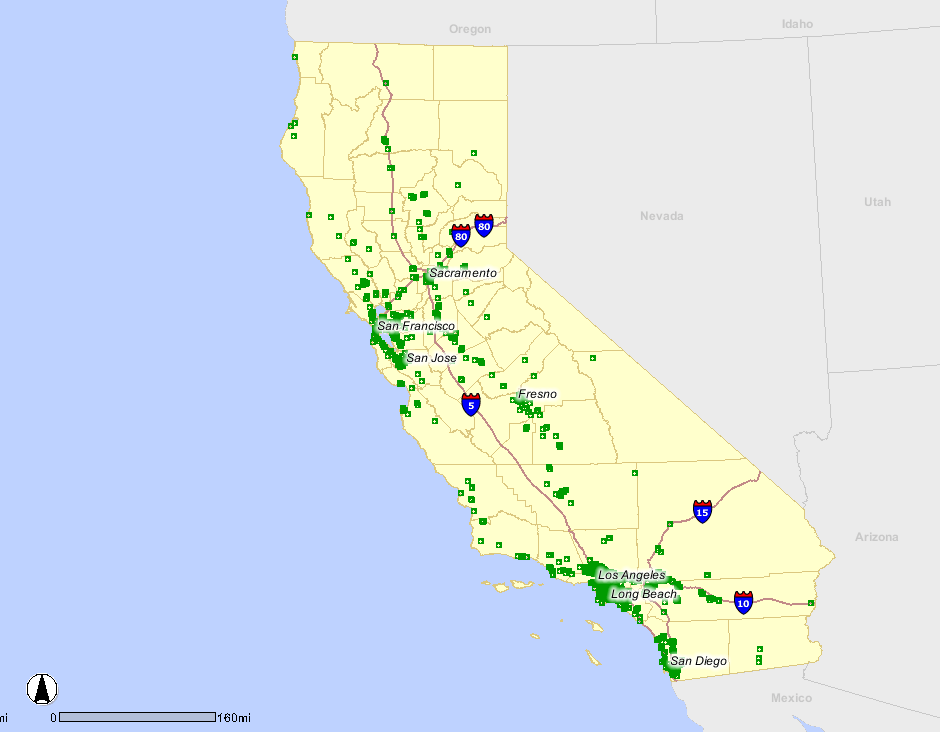 Idaho
Oregon
Utah
Nevada
80
80
Sacramento
San Francisco
San Jose
Fresno
5
15
Arizona
Los Angeles
Long Beach
10
San Diego
Mexico
mi 0 160mi